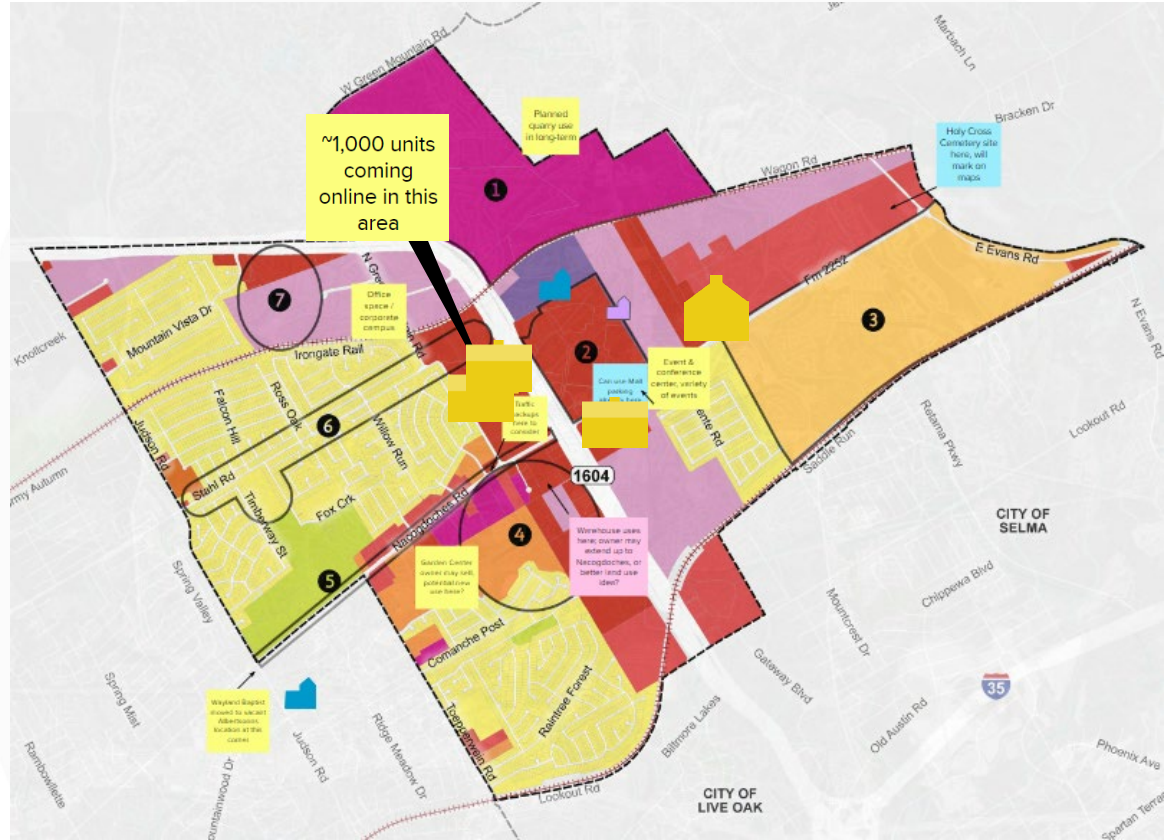 W Green Mountain Rd
Marbach Ln
Bracken Dr
Planned
quarry use
in long-term
~1,000 units
coming
online in this
area
Holy Cross
Cemetery site
here, will
mark on
maps
Wagon Rd
1
E Evans Rd
Fm 2252
N Evans Rd
7
Office
space /
corporate
campus
Mountain Vista Dr
Knollcreek
Irongate Rail
2
3
Event &
conference
center, variety
of events
Can use Mall
parking
Traffic
backups
here to
consider
Ross Oak
Falcon Hill
Willow Run
6
Judson Rd
Stahl Rd
Timberway St
Fox Crk
Nacogdoches Rd
1604
Saddle Run
Retama Pkwy
Lookout Rd
CITY OF
SELMA
4
Warehouse uses
here; owner may
extend up to
Nacogdoches, or
better land use
idea?
Garden Center
owner may sell,
potential new
use here?
5
Spring Valley
Comanche Post
Raintree Forest
Toepperwein Rd
Chippewa Blvd
Mountcrest Dr
Gateway Blvd
35
Old Austin Rd
Biltmore Lakes
Wayland Baptist
moved to vacant
Albertsons
location at this
corner
Spring Mist
Judson Rd
Ridge Meadow Dr
Rambowllette
Lookout Rd
CITY OF
LIVE OAK
Phoenix Ave